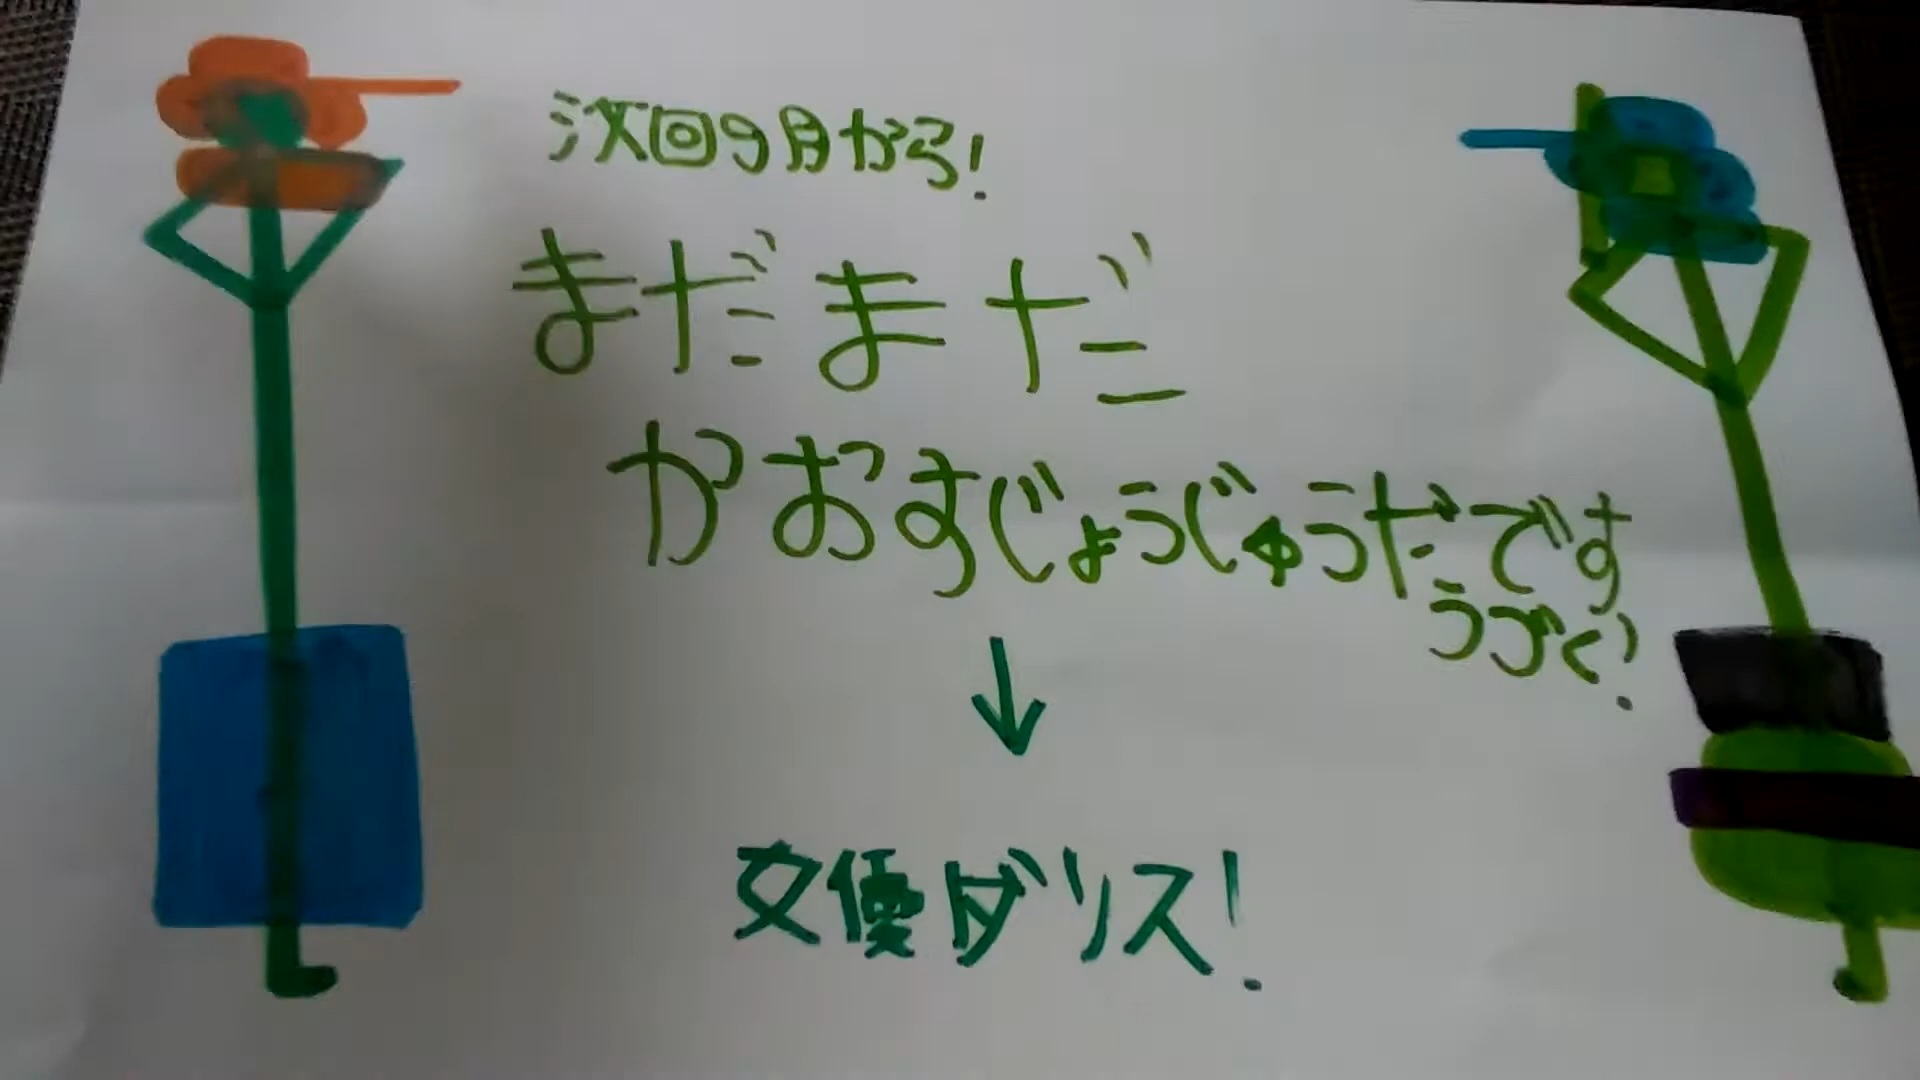 次回9月から!
まだまだ
かおすじょうじゅうだです
うづく!
文優ダリス!